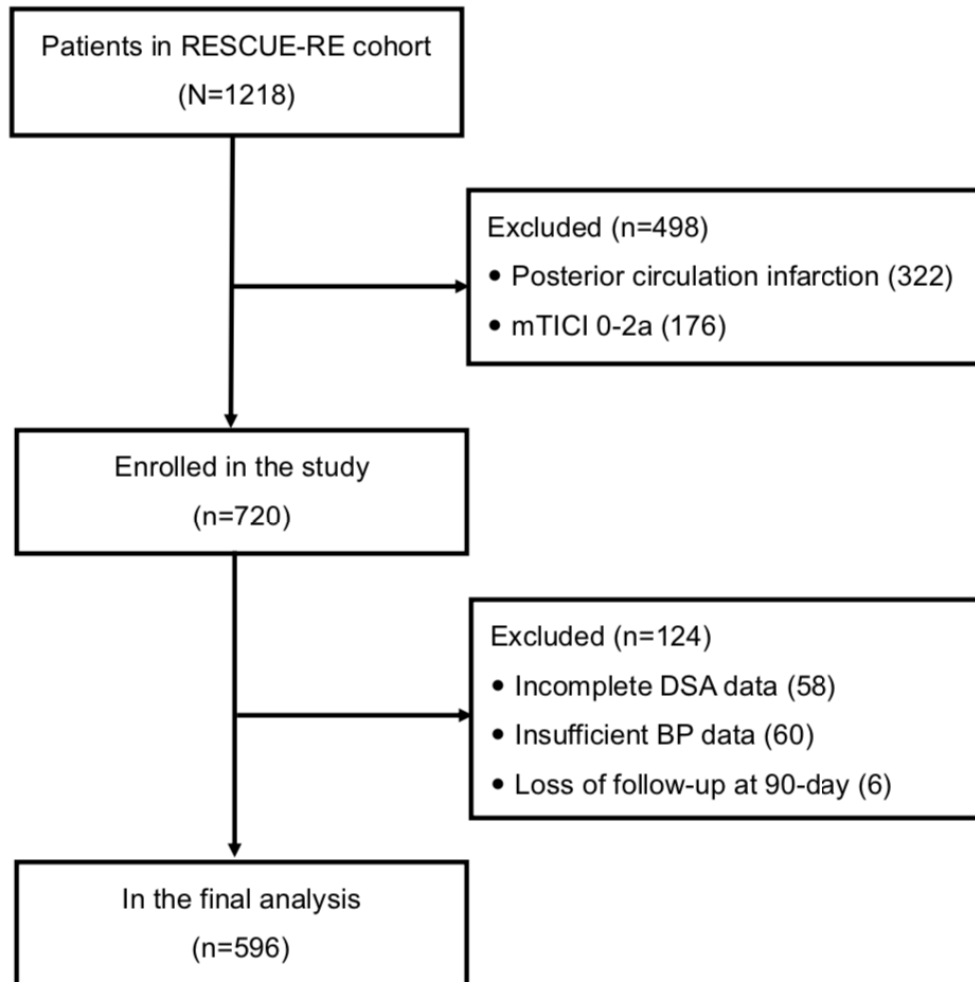 Patients in RESCUE-RE cohort
(N=1218)
Excluded (n=498)
• Posterior circulation infarction (322)
• mTICI 0-2a (176)
Enrolled in the study
(n=720)
Excluded (n=124)
• Incomplete DSA data (58)
• Insufficient BP data (60)
• Loss of follow-up at 90-day (6)
In the final analysis
(n=596)